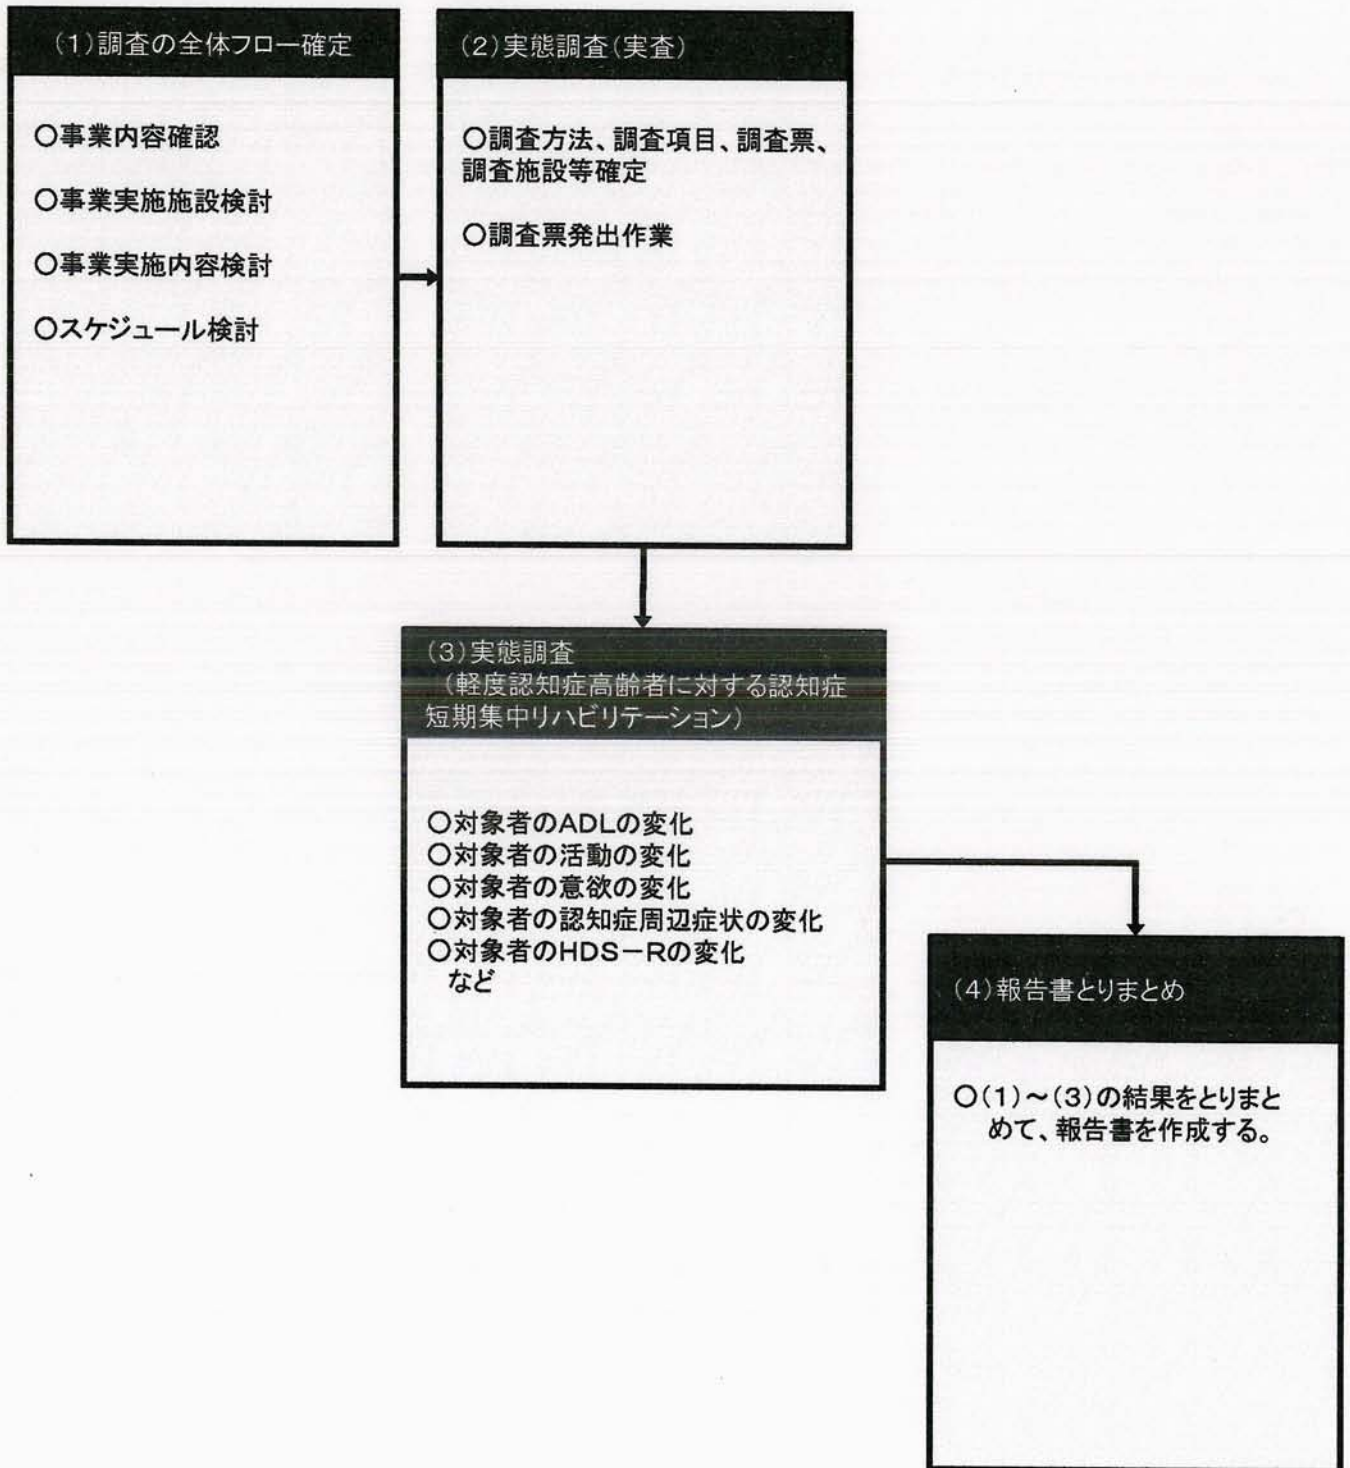 (1)調査の全体フロー確定
○事業内容確認
○事業実施施設検討
○事業実施内容検討
○スケジュール検討
(2)実態調査(実査)
○調査方法、調査項目、調査票、
調査施設等確定
○調査票発出作業
(3)実態調査
(軽度認知症高齢者に対する認知症
短期集中リハビリテーション)
○対象者のADLの変化
○対象者の活動の変化
○対象者の意欲の変化
○対象者の認知症周辺症状の変化
○対象者のHDS-Rの変化
など
(4)報告書とりまとめ
○(1)~(3)の結果をとりまと
めて、報告書を作成する。